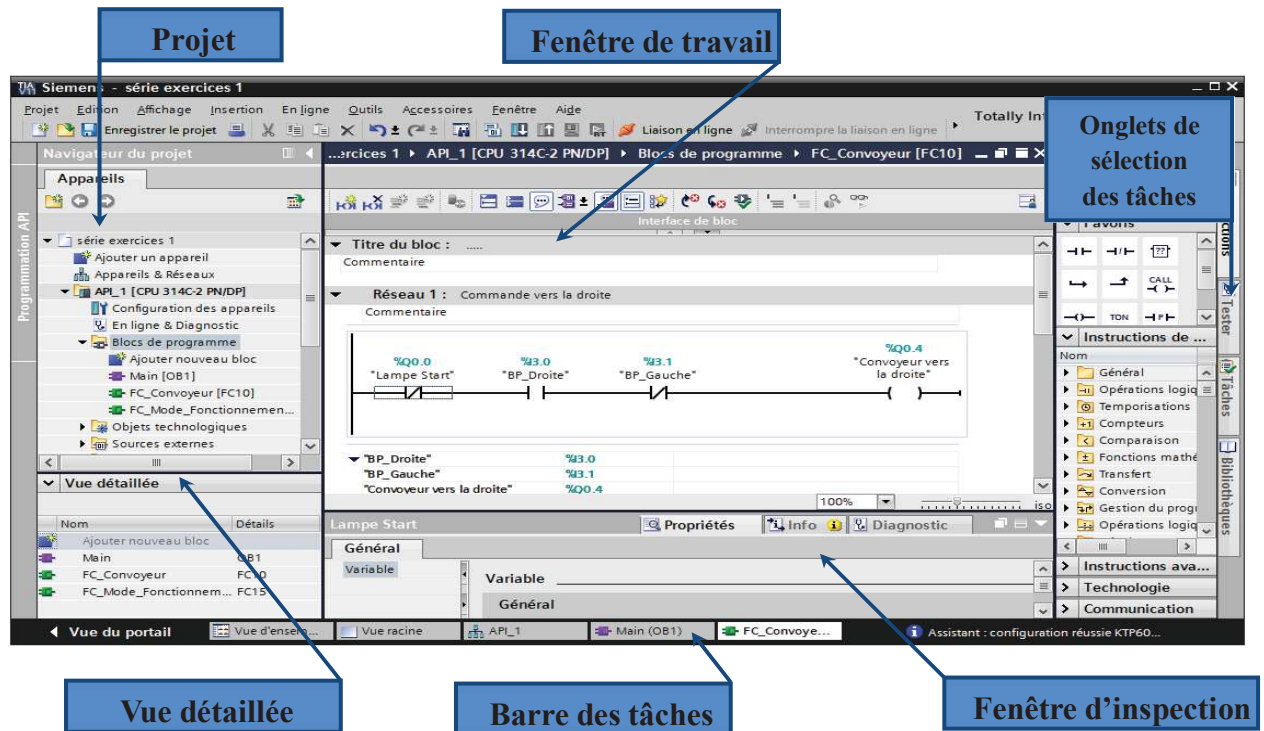 Projet
Fenêtre de travail
Siemens - série exercices 1
Projet Edition Affichage Insertion En ligne Outils Accessoires Fenêtre Aide
Enregistrer le projet
Liaison en ligne
Interrompre la liaison en ligne
Totally Int
Onglets de
sélection
des tâches
Navigateur du projet
...ercices 1 API_1 [CPU 314C-2 PN/DP] Blocs de programme FC_Convoyeur [FC10]
Appareils
Programmation API
série exercices 1
Ajouter un appareil
Appareils & Réseaux
API_1 [CPU 314C-2 PN/DP]
Configuration des appareils
En ligne & Diagnostic
Blocs de programme
Ajouter nouveau bloc
Main [OB1]
FC_Convoyeur [FC10]
FC_Mode_Fonctionnemen...
Objets technologiques
Sources externes
Vue détaillée
Nom Détails
Ajouter nouveau bloc
Main OB1
FC_Convoyeur FC10
FC_Mode_Fonctionnem... FC15
Interface de bloc
Titre du bloc : .....
Commentaire
Réseau 1 : Commande vers la droite
Commentaire
%Q0.0 %I3.0 %I3.1 %Q0.4
"Lampe Start" "BP_Droite" "BP_Gauche" "Convoyeur vers
la droite"
"BP_Droite" %I3.0
"BP_Gauche" %I3.1
"Convoyeur vers la droite" %Q0.4
100%
Lampe Start
Propriétés Info Diagnostic
Général
Variable
Variable
Général
Favoris
??
CALL
TON
P
Instructions de ...
Nom
Général
Opérations logiq
Temporisations
Compteurs
Comparaison
Fonctions mathé
Transfert
Conversion
Gestion du progr
Opérations logiq
Instructions ava...
Technologie
Communication
ctions
Tester
Tâches
Bibliothèques
Vue du portail
Vue d'ensem...
Vue racine
API_1
Main (OB1)
FC_Convoye...
Assistant : configuration réussie KTP60...
Vue détaillée
Barre des tâches
Fenêtre d’inspection